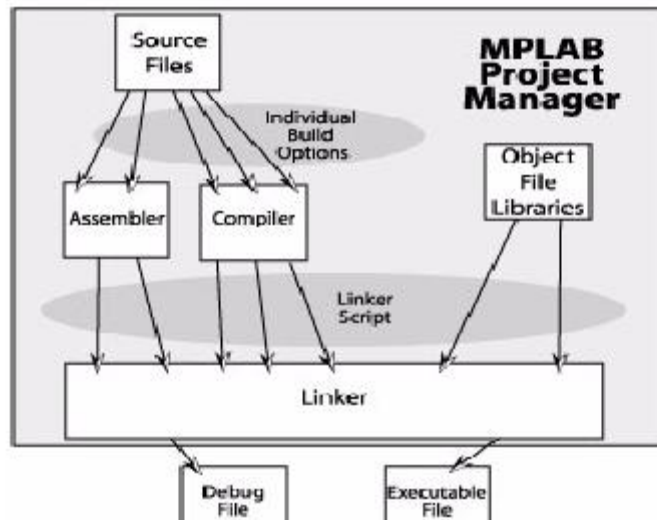 Source
Files
MPLAB
Project
Manager
Individual
Build
Options
Object
File
Libraries
Assembler
Compiler
Linker
Script
Linker
Debug
File
Executable
File